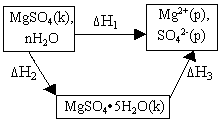 MgSO₄(k),
nH₂O
ΔH₁
Mg²⁺(p),
SO₄²⁻(p)
ΔH₂
ΔH₃
MgSO₄•5H₂O(k)